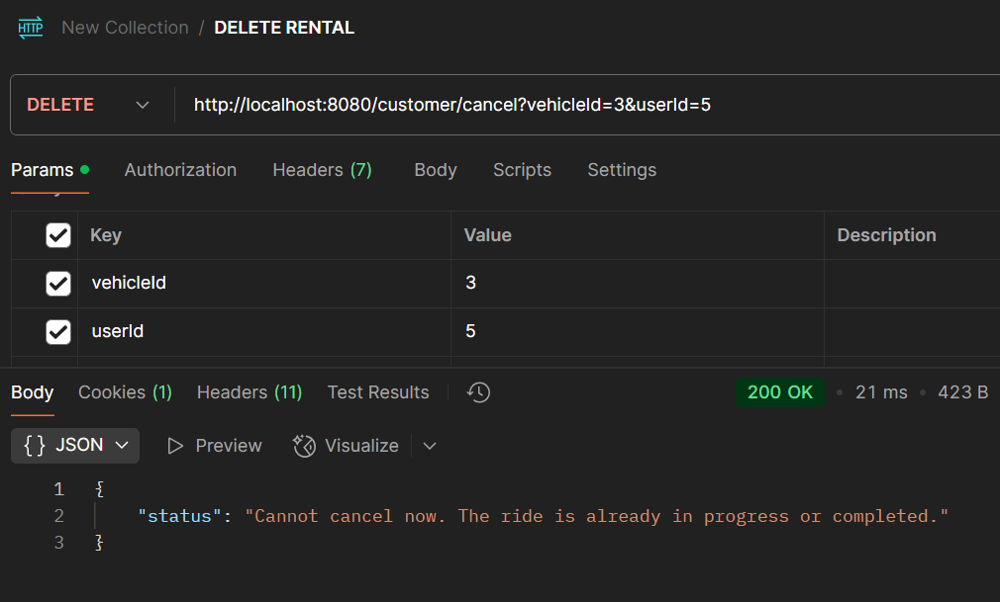 HTTP New Collection / DELETE RENTAL
DELETE http://localhost:8080/customer/cancel?vehicleId=3&userId=5
Params Authorization Headers (7) Body Scripts Settings
Key Value Description
vehicleId 3
userId 5
Body Cookies (1) Headers (11) Test Results 200 OK • 21 ms • 423 B
{} JSON Preview Visualize
1 {
2 "status": "Cannot cancel now. The ride is already in progress or completed."
3 }